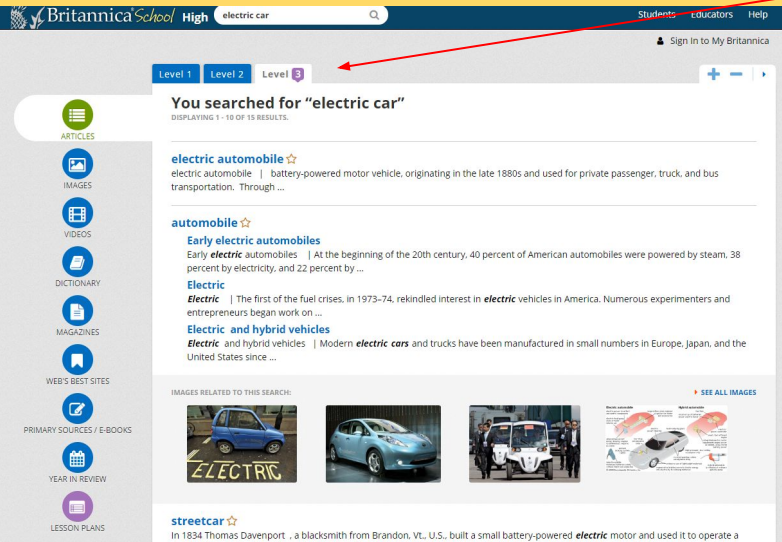 Britannica School High electric car Students Educators Help
Sign In to My Britannica
Level 1 Level 2 Level 3
You searched for “electric car”
DISPLAYING 1 - 10 OF 15 RESULTS.
ARTICLES
IMAGES
VIDEOS
DICTIONARY
MAGAZINES
WEB'S BEST SITES
PRIMARY SOURCES / E-BOOKS
YEAR IN REVIEW
LESSON PLANS
electric automobile
electric automobile | battery-powered motor vehicle, originating in the late 1880s and used for private passenger, truck, and bus
transportation. Through ...
automobile
Early electric automobiles
Early electric automobiles | At the beginning of the 20th century, 40 percent of American automobiles were powered by steam, 38
percent by electricity, and 22 percent by ...
Electric
Electric | The first of the fuel crises, in 1973–74, rekindled interest in electric vehicles in America. Numerous experimenters and
entrepreneurs began work on ...
Electric and hybrid vehicles
Electric and hybrid vehicles | Modern electric cars and trucks have been manufactured in small numbers in Europe, Japan, and the
United States since ...
IMAGES RELATED TO THIS SEARCH:
SEE ALL IMAGES
ELECTRIC
Electric automobile Hybrid automobile
streetcar
In 1834 Thomas Davenport , a blacksmith from Brandon, Vt., U.S., built a small battery-powered electric motor and used it to operate a